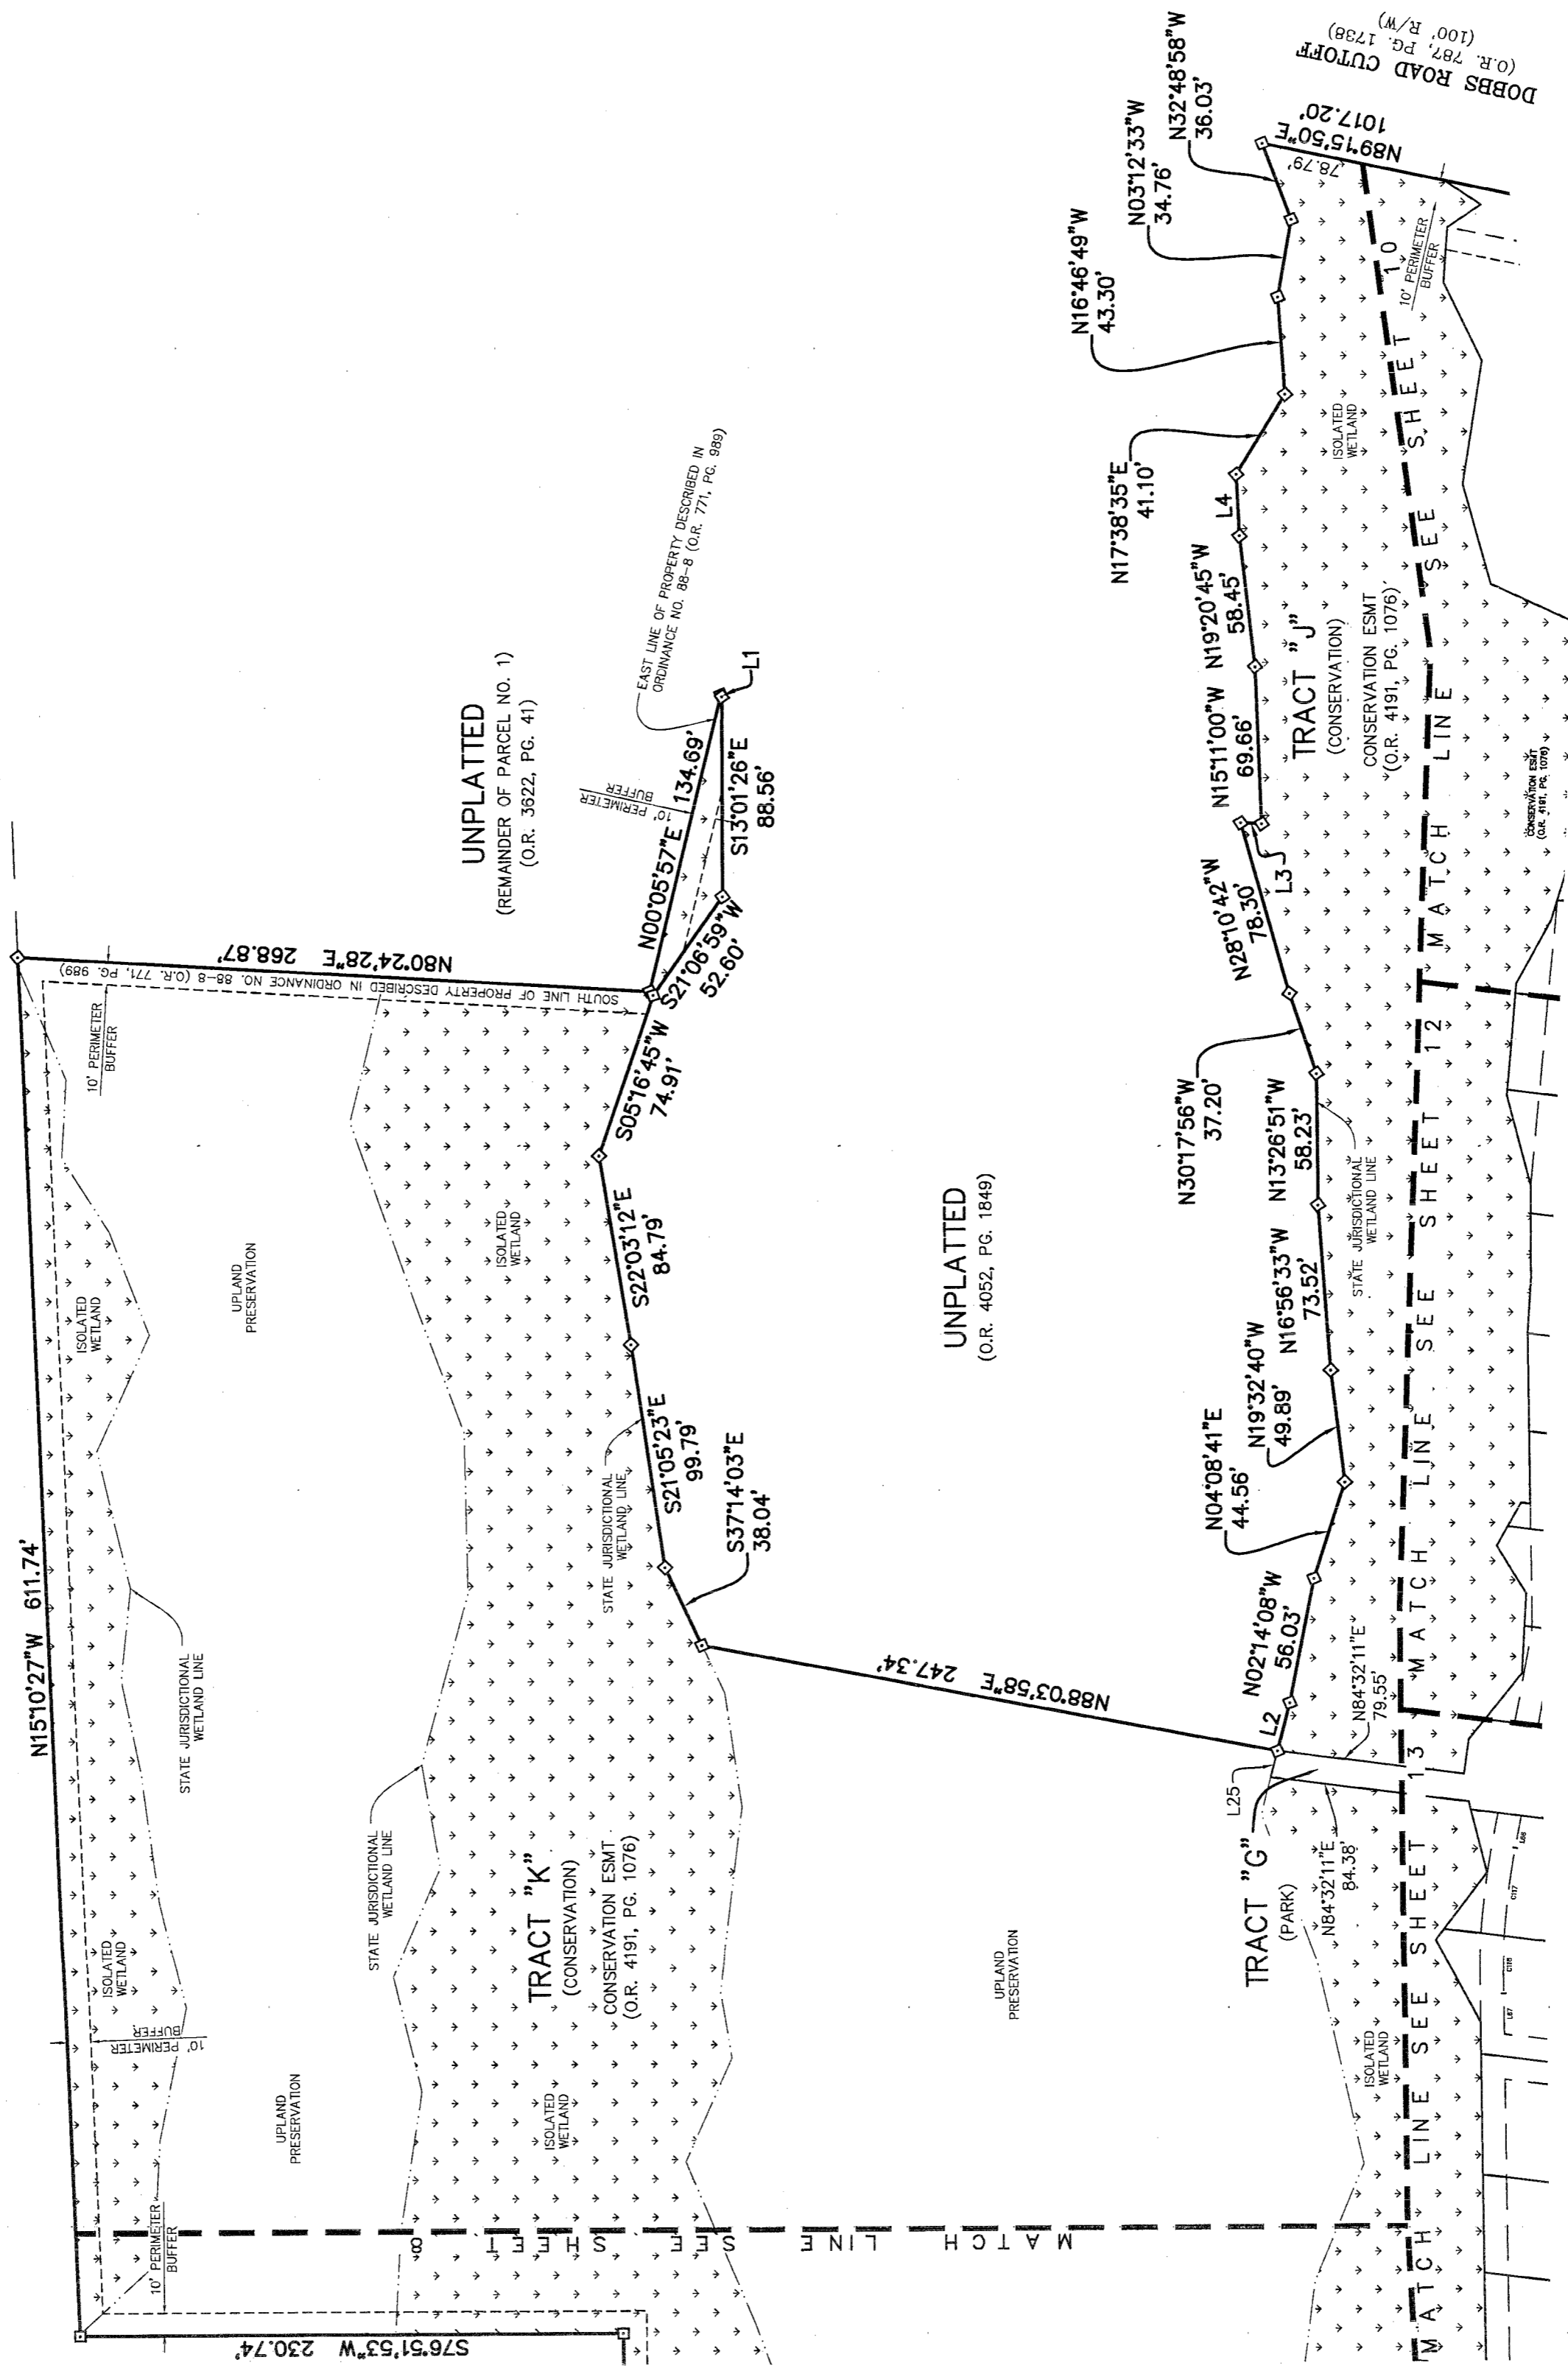 N15°10'27"W 611.74'
N80°24'28"E 268.87'
SOUTH LINE OF PROPERTY DESCRIBED IN ORDINANCE NO. 88-8 (O.R. 771, PG. 989)
10' PERIMETER
BUFFER
ISOLATED
WETLAND
UPLAND
PRESERVATION
STATE JURISDICTIONAL
WETLAND LINE
ISOLATED
WETLAND
10' PERIMETER
BUFFER
UPLAND
PRESERVATION
10' PERIMETER
BUFFER
S76°51'53"W 230.74'
MATCH LINE SEE SHEET 8
STATE JURISDICTIONAL
WETLAND LINE
ISOLATED
WETLAND
TRACT "K"
(CONSERVATION)
CONSERVATION ESMT
(O.R. 4191, PG. 1076)
ISOLATED
WETLAND
STATE JURISDICTIONAL
WETLAND LINE
UNPLATTED
(REMAINDER OF PARCEL NO. 1)
(O.R. 3622, PG. 41)
EAST LINE OF PROPERTY DESCRIBED IN
ORDINANCE NO. 88-8 (O.R. 771, PG. 989)
10' PERIMETER
BUFFER
N00°05'57"E 134.69'
L1
S13°01'26"E
88.56'
S21°06'59"W
52.60'
S05°16'45"W
74.91'
S22°03'12"E
84.79'
S21°05'23"E
99.79'
S37°14'03"E
38.04'
N88°03'58"E 247.34'
UNPLATTED
(O.R. 4052, PG. 1849)
UPLAND
PRESERVATION
L25
TRACT "G"
(PARK)
N84°32'11"E
84.38'
L2
N84°32'11"E
79.55'
N02°14'08"W
56.03'
N04°08'41"E
44.56'
N19°32'40"W
49.89'
N16°56'33"W
73.52'
STATE JURISDICTIONAL
WETLAND LINE
N13°26'51"W
58.23'
N30°17'56"W
37.20'
N28°10'42"W
78.30'
L3
N15°11'00"W
69.66'
N19°20'45"W
58.45'
L4
N17°38'35"E
41.10'
N16°46'49"W
43.30'
N03°12'33"W
34.76'
N32°48'58"W
36.03'
DOBBS ROAD CUTOFF
(O.R. 787, PG. 1738)
(100' R/W)
N89°15'50"E
1017.20'
78.79'
10' PERIMETER
BUFFER
ISOLATED
WETLAND
TRACT "J"
(CONSERVATION)
CONSERVATION ESMT
(O.R. 4191, PG. 1076)
CONSERVATION ESMT
(O.R. 4191, PG. 1076)
ISOLATED
WETLAND
MATCH LINE SEE SHEET 13
MATCH LINE SEE SHEET 12
MATCH LINE SEE SHEET 10
L67
C118
C117